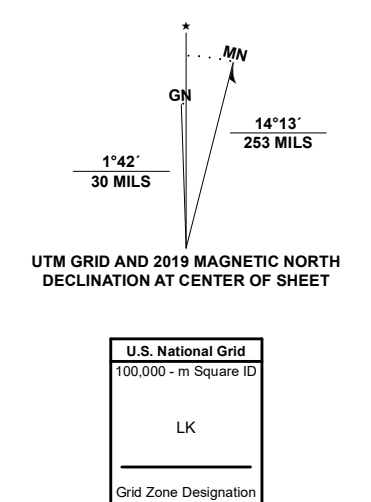 MN
GN
14°13´
253 MILS
1°42´
30 MILS
UTM GRID AND 2019 MAGNETIC NORTH
DECLINATION AT CENTER OF SHEET
U.S. National Grid
100,000 - m Square ID
LK
Grid Zone Designation